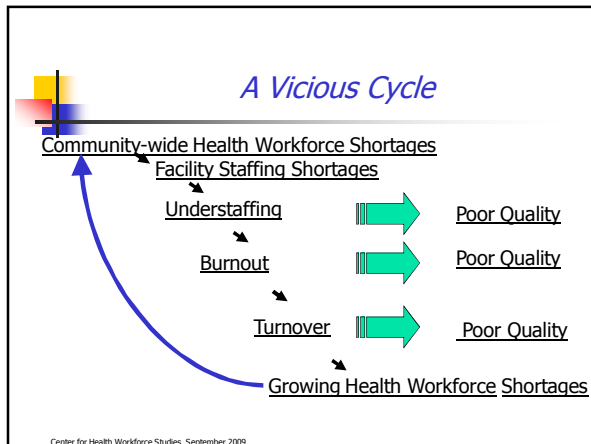 A Vicious Cycle
Community-wide Health Workforce Shortages
Facility Staffing Shortages
Understaffing Poor Quality
Burnout Poor Quality
Turnover Poor Quality
Growing Health Workforce Shortages
Center for Health Workforce Studies, September 2009